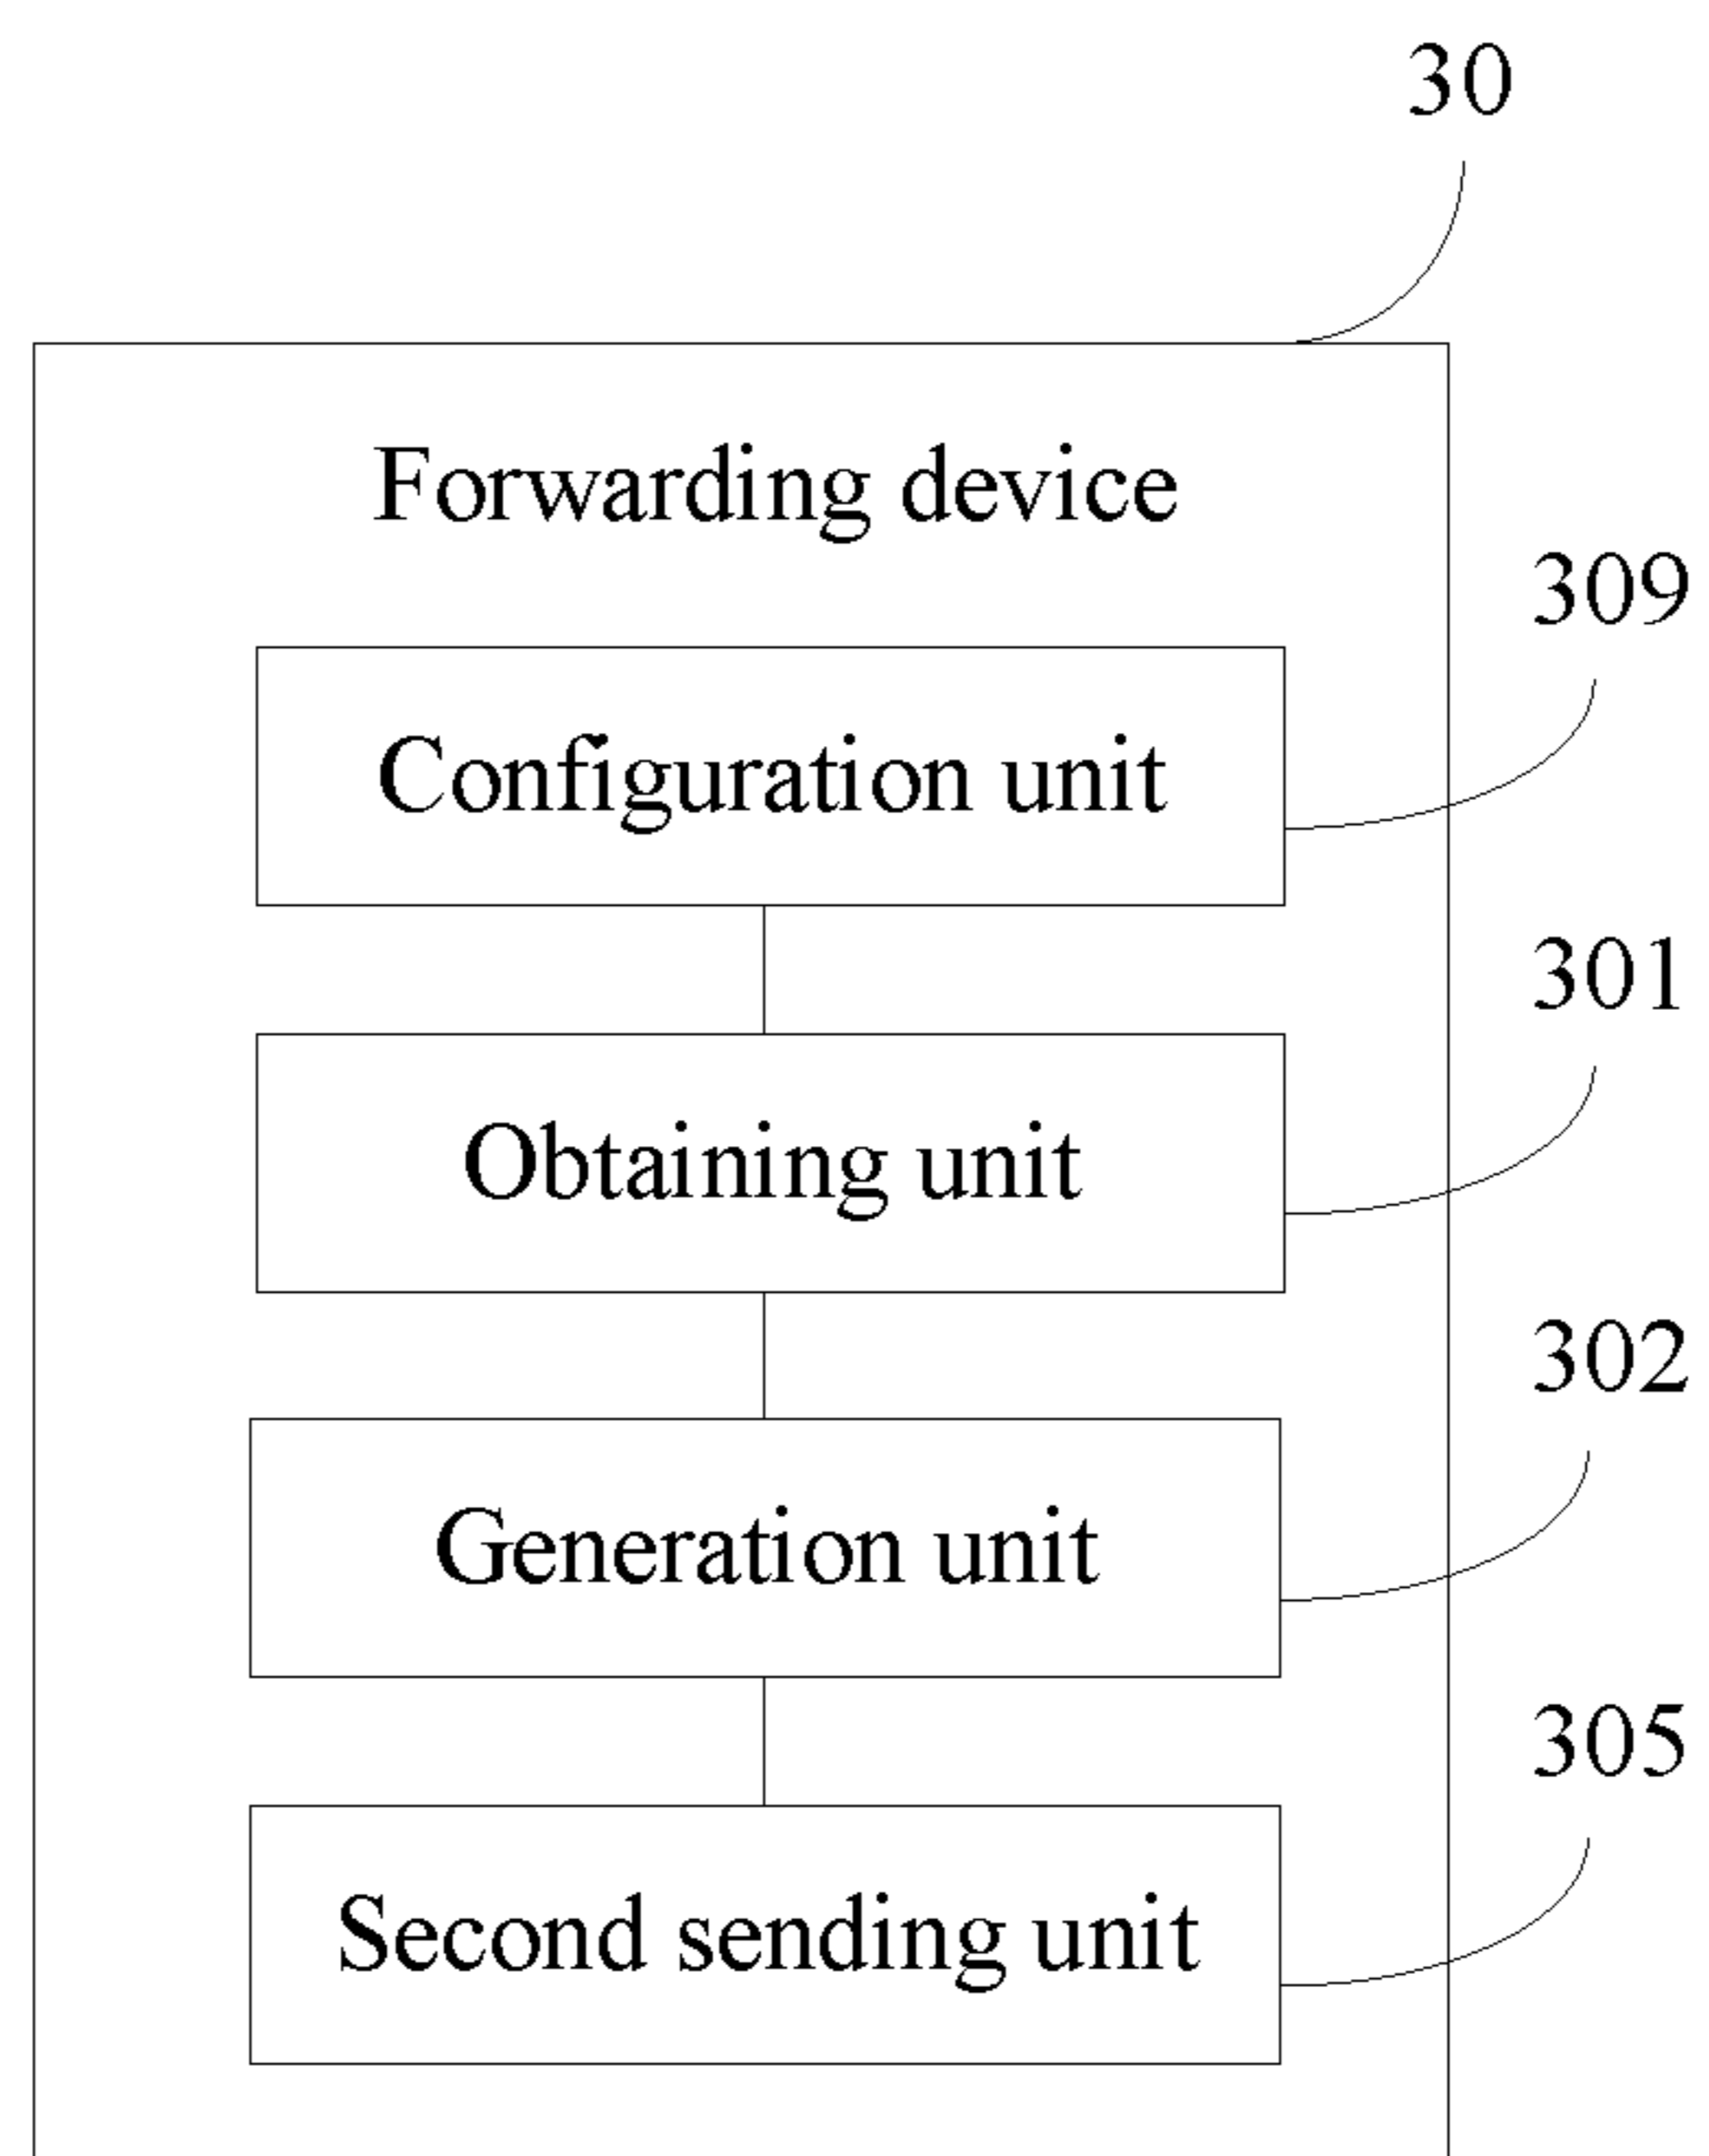 30
Forwarding device
309
Configuration unit
301
Obtaining unit
302
Generation unit
305
Second sending unit